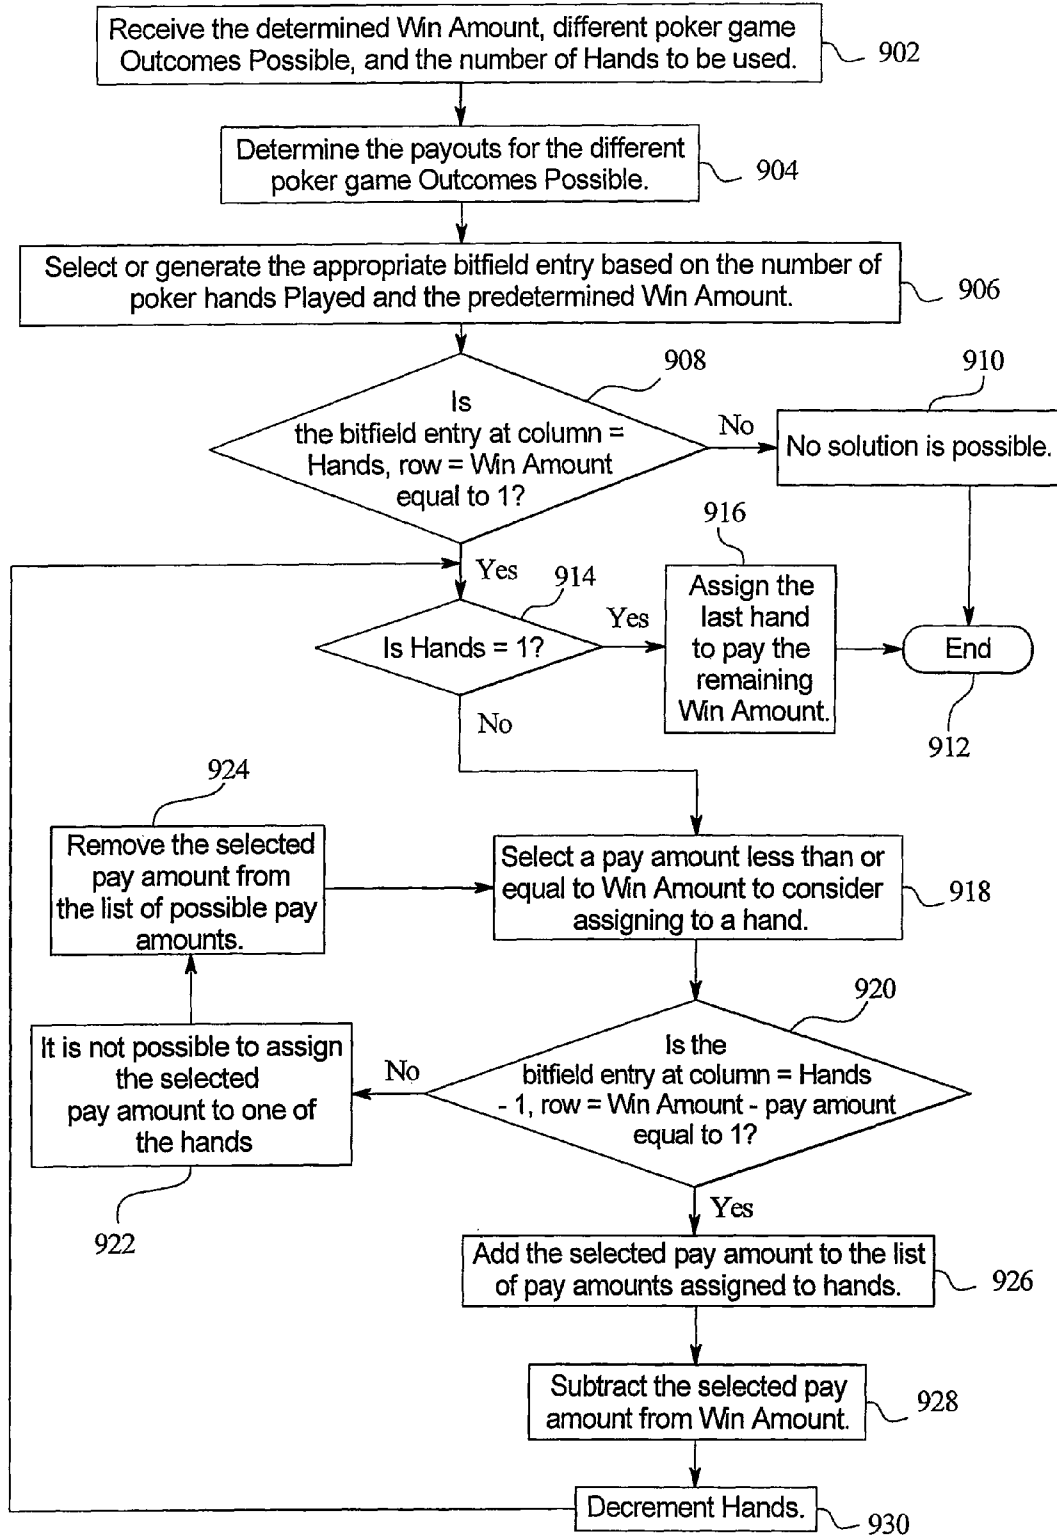 Receive the determined Win Amount, different poker game
Outcomes Possible, and the number of Hands to be used.
902
Determine the payouts for the different
poker game Outcomes Possible.
904
Select or generate the appropriate bitfield entry based on the number of
poker hands Played and the predetermined Win Amount.
906
908
Is
the bitfield entry at column =
Hands, row = Win Amount
equal to 1?
No
910
No solution is possible.
Yes
914
Is Hands = 1?
Yes
916
Assign the
last hand
to pay the
remaining
Win Amount.
End
912
No
924
Remove the selected
pay amount from
the list of possible pay
amounts.
Select a pay amount less than or
equal to Win Amount to consider
assigning to a hand.
918
920
Is the
bitfield entry at column = Hands
- 1, row = Win Amount - pay amount
equal to 1?
No
It is not possible to assign
the selected
pay amount to one of
the hands
922
Yes
Add the selected pay amount to the list
of pay amounts assigned to hands.
926
Subtract the selected pay
amount from Win Amount.
928
Decrement Hands.
930